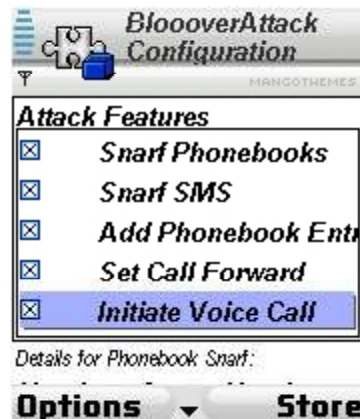 BloooverAttack
Configuration
MANGOTHEMES
Attack Features
Snarf Phonebooks
Snarf SMS
Add Phonebook Entr
Set Call Forward
Initiate Voice Call
Details for Phonebook Snarf:
Options
Store